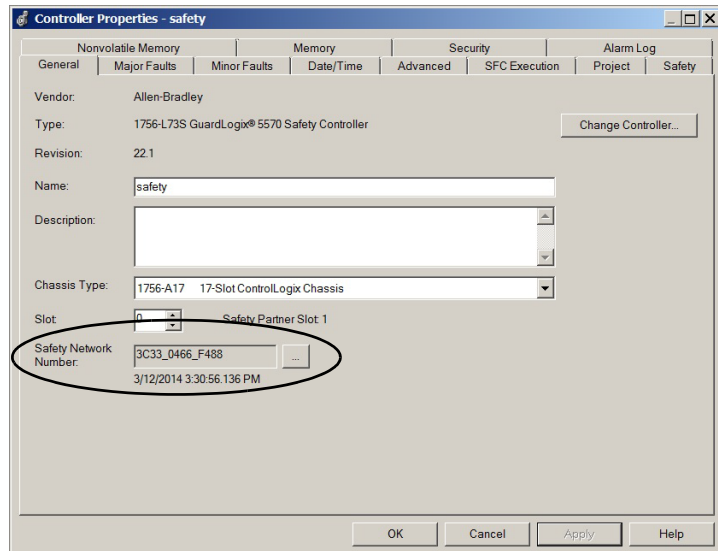 Controller Properties - safety
Nonvolatile Memory Memory Security Alarm Log
General Major Faults Minor Faults Date/Time Advanced SFC Execution Project Safety
Vendor: Allen-Bradley
Type: 1756-L73S GuardLogix® 5570 Safety Controller Change Controller...
Revision: 22.1
Name: safety
Description:
Chassis Type: 1756-A17 17-Slot ControlLogix Chassis
Slot: 0 Safety Partner Slot: 1
Safety Network
Number: 3C33_0466_F488 ...
3/12/2014 3:30:56.136 PM
OK Cancel Apply Help